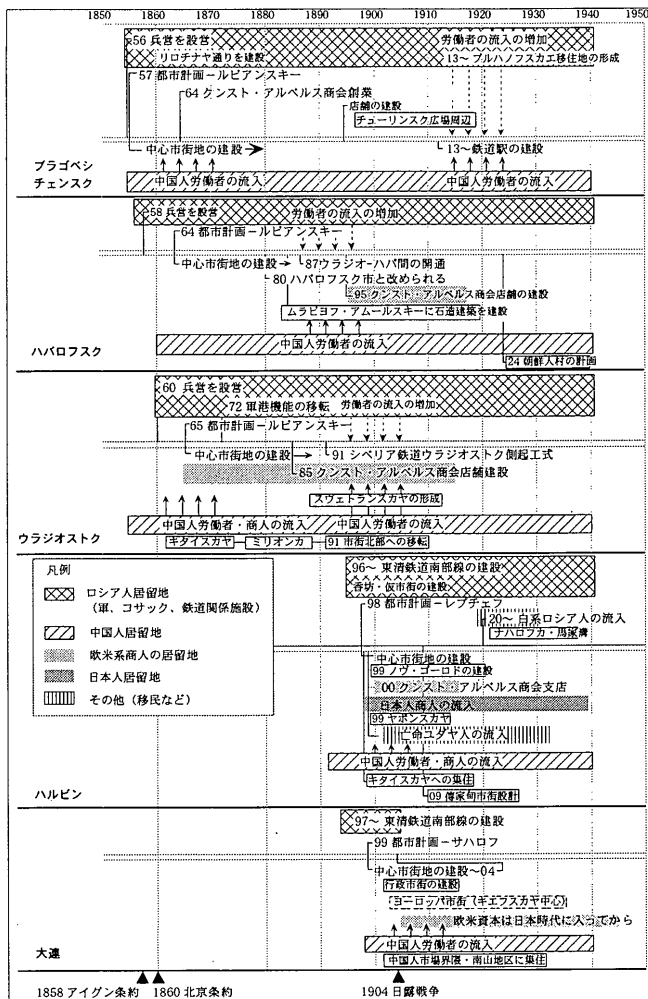 1850 1860 1870 1880 1890 1900 1910 1920 1930 1940 1950
56 兵営を設営 労働者の流入の増加
リロチナヤ通りを建設 13～プルハノフスカエ移住地の形成
57 都市計画－ルビアンスキー
64 クンスト・アルベルス商会創業
店舗の建設
チューリンスク広場周辺
中心市街地の建設 13～鉄道駅の建設
ブラゴベシ
チェンスク
中国人労働者の流入 中国人労働者の流入
58 兵営を設営 労働者の流入の増加
64 都市計画－ルビアンスキー
中心市街地の建設 → 87ウラジオ-ハバ間の開通
80 ハバロフスク市と改められる
95 クンスト・アルベルス商会店舗の建設
ムラビヨフ・アムールスキーに石造建築を建設
中国人労働者の流入
ハバロフスク
24 朝鮮人村の計画
60 兵営を設営
72 軍港機能の移転 労働者の流入の増加
65 都市計画－ルビアンスキー
中心市街地の建設 → 91 シベリア鉄道ウラジオストク側起工式
85 クンスト・アルベルス商会店舗建設
スヴェトランスカヤの形成
中国人労働者・商人の流入 中国人労働者の流入
ウラジオストク
キタイスカヤ → ミリオンカ 91 市街北部への移転
凡例
ロシア人居留地
（軍、コサック、鉄道関係施設）
中国人居留地
欧米系商人の居留地
日本人居留地
その他（移民など）
96～ 東清鉄道南部線の建設
香坊・仮市街の建設
98 都市計画－レブチェフ
20～ 白系ロシア人の流入
ナハロフカ・馬家溝
中心市街地の建設
99 ノヴ・ゴーロドの建設
00 クンスト・アルベルス商会支店
日本人商人の流入
99 ヤポンスカヤ
亡命ユダヤ人の流入
中国人労働者・商人の流入
キタイスカヤへの集住
ハルビン
09 傳家甸市街設計
97～ 東清鉄道南部線の建設
99 都市計画－サハロフ
中心市街地の建設～04
行政市街の建設
ヨーロッパ市街（キエフスカヤ中心）
欧米資本は日本時代に入ってから
中国人労働者の流入
大連
中国人市場界隈・南山地区に集住
1858 アイグン条約 1860 北京条約 1904 日露戦争